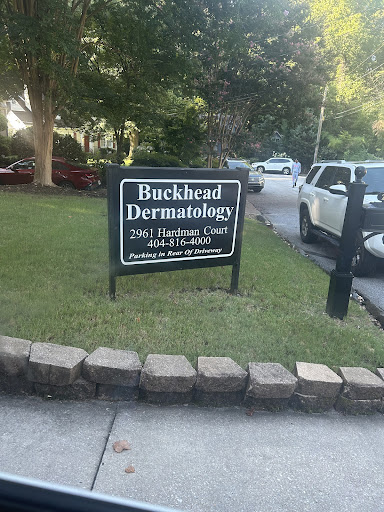 Buckhead
Dermatology
2961 Hardman Court
404-816-4000
Parking in Rear Of Driveway